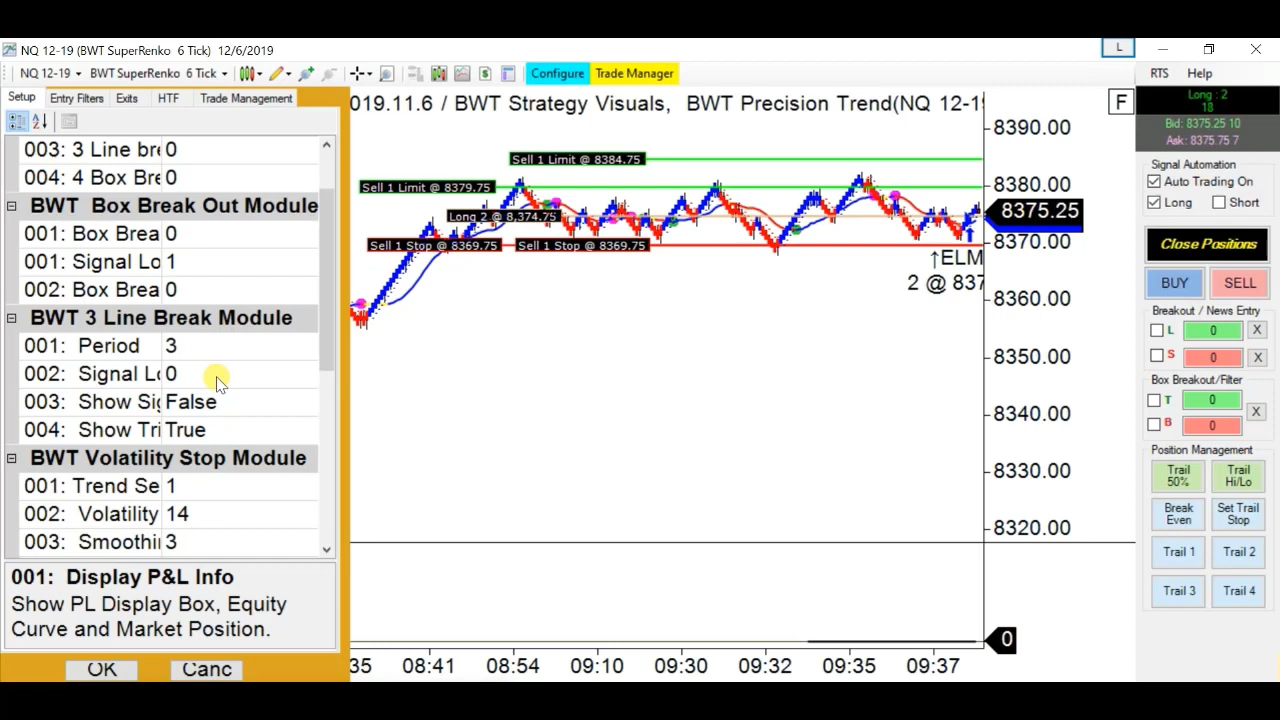 NQ 12-19 (BWT SuperRenko 6 Tick) 12/6/2019
L
NQ 12-19 BWT SuperRenko 6 Tick Configure Trade Manager RTS Help
Setup Entry Filters Exits HTF Trade Management
019.11.6 / BWT Strategy Visuals, BWT Precision Trend(NQ 12-19
F
003: 3 Line bre 0
004: 4 Box Bre 0
BWT Box Break Out Module
001: Box Brea 0
001: Signal Lo 1
002: Box Brea 0
BWT 3 Line Break Module
001: Period 3
002: Signal Lo 0
003: Show Sig False
004: Show Tri True
BWT Volatility Stop Module
001: Trend Se 1
002: Volatility 14
003: Smoothin 3
001: Display P&L Info
Show PL Display Box, Equity
Curve and Market Position.
OK Canc
Sell 1 Limit @ 8384.75
Sell 1 Limit @ 8379.75
Long 2 @ 8,374.75
Sell 1 Stop @ 8369.75 Sell 1 Stop @ 8369.75
↑ELM
2 @ 837
8390.00
8380.00
8375.25
8370.00
8360.00
8350.00
8340.00
8330.00
8320.00
0
35 08:41 08:54 09:10 09:30 09:32 09:35 09:37
Long : 2
18
Bid: 8375.25 10
Ask: 8375.75 7
Signal Automation
Auto Trading On
Long Short
Close Positions
BUY SELL
Breakout / News Entry
L 0 X
S 0 X
Box Breakout/Filter
T 0
X
B 0
Position Management
Trail 50% Trail Hi/Lo
Break Even Set Trail Stop
Trail 1 Trail 2
Trail 3 Trail 4